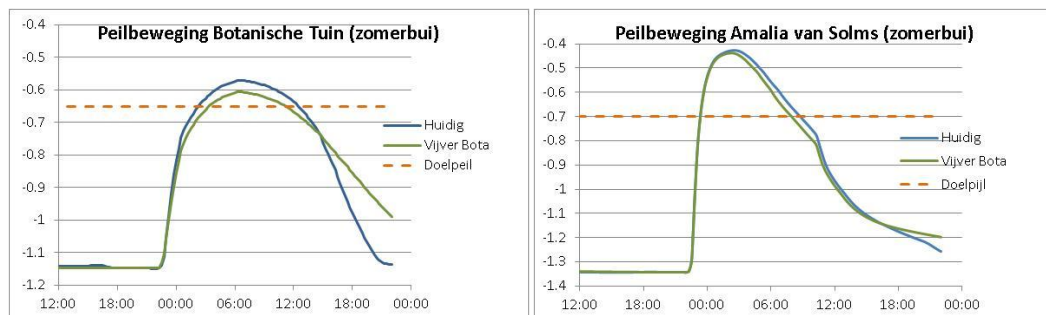 Peilbeweging Botanische Tuin (zomerbui)
-0.4
-0.5
-0.6
-0.7
-0.8
-0.9
-1
-1.1
-1.2
12:00 18:00 00:00 06:00 12:00 18:00 00:00
Huidig
Vijver Bota
Doelpeil
Peilbeweging Amalia van Solms (zomerbui)
-0.4
-0.5
-0.6
-0.7
-0.8
-0.9
-1
-1.1
-1.2
-1.3
-1.4
12:00 18:00 00:00 06:00 12:00 18:00 00:00
Huidig
Vijver Bota
Doelpijl